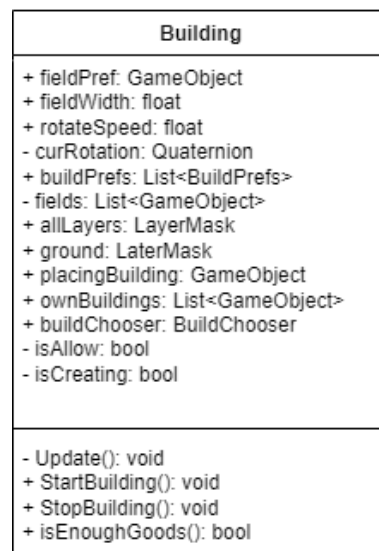 Building
+ fieldPref: GameObject
+ fieldWidth: float
+ rotateSpeed: float
- curRotation: Quaternion
+ buildPrefs: List<BuildPrefs>
- fields: List<GameObject>
+ allLayers: LayerMask
+ ground: LaterMask
+ placingBuilding: GameObject
+ ownBuildings: List<GameObject>
+ buildChooser: BuildChooser
- isAllow: bool
- isCreating: bool
- Update(): void
+ StartBuilding(): void
+ StopBuilding(): void
+ isEnoughGoods(): bool